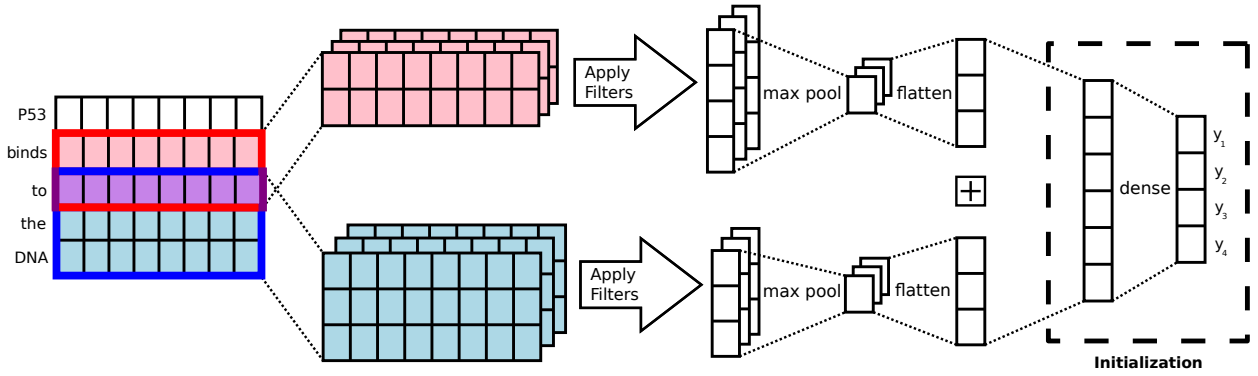 P53
binds
to
the
DNA
Apply
Filters
max pool
flatten
+
Apply
Filters
max pool
flatten
dense
y1
y2
y3
y4
Initialization